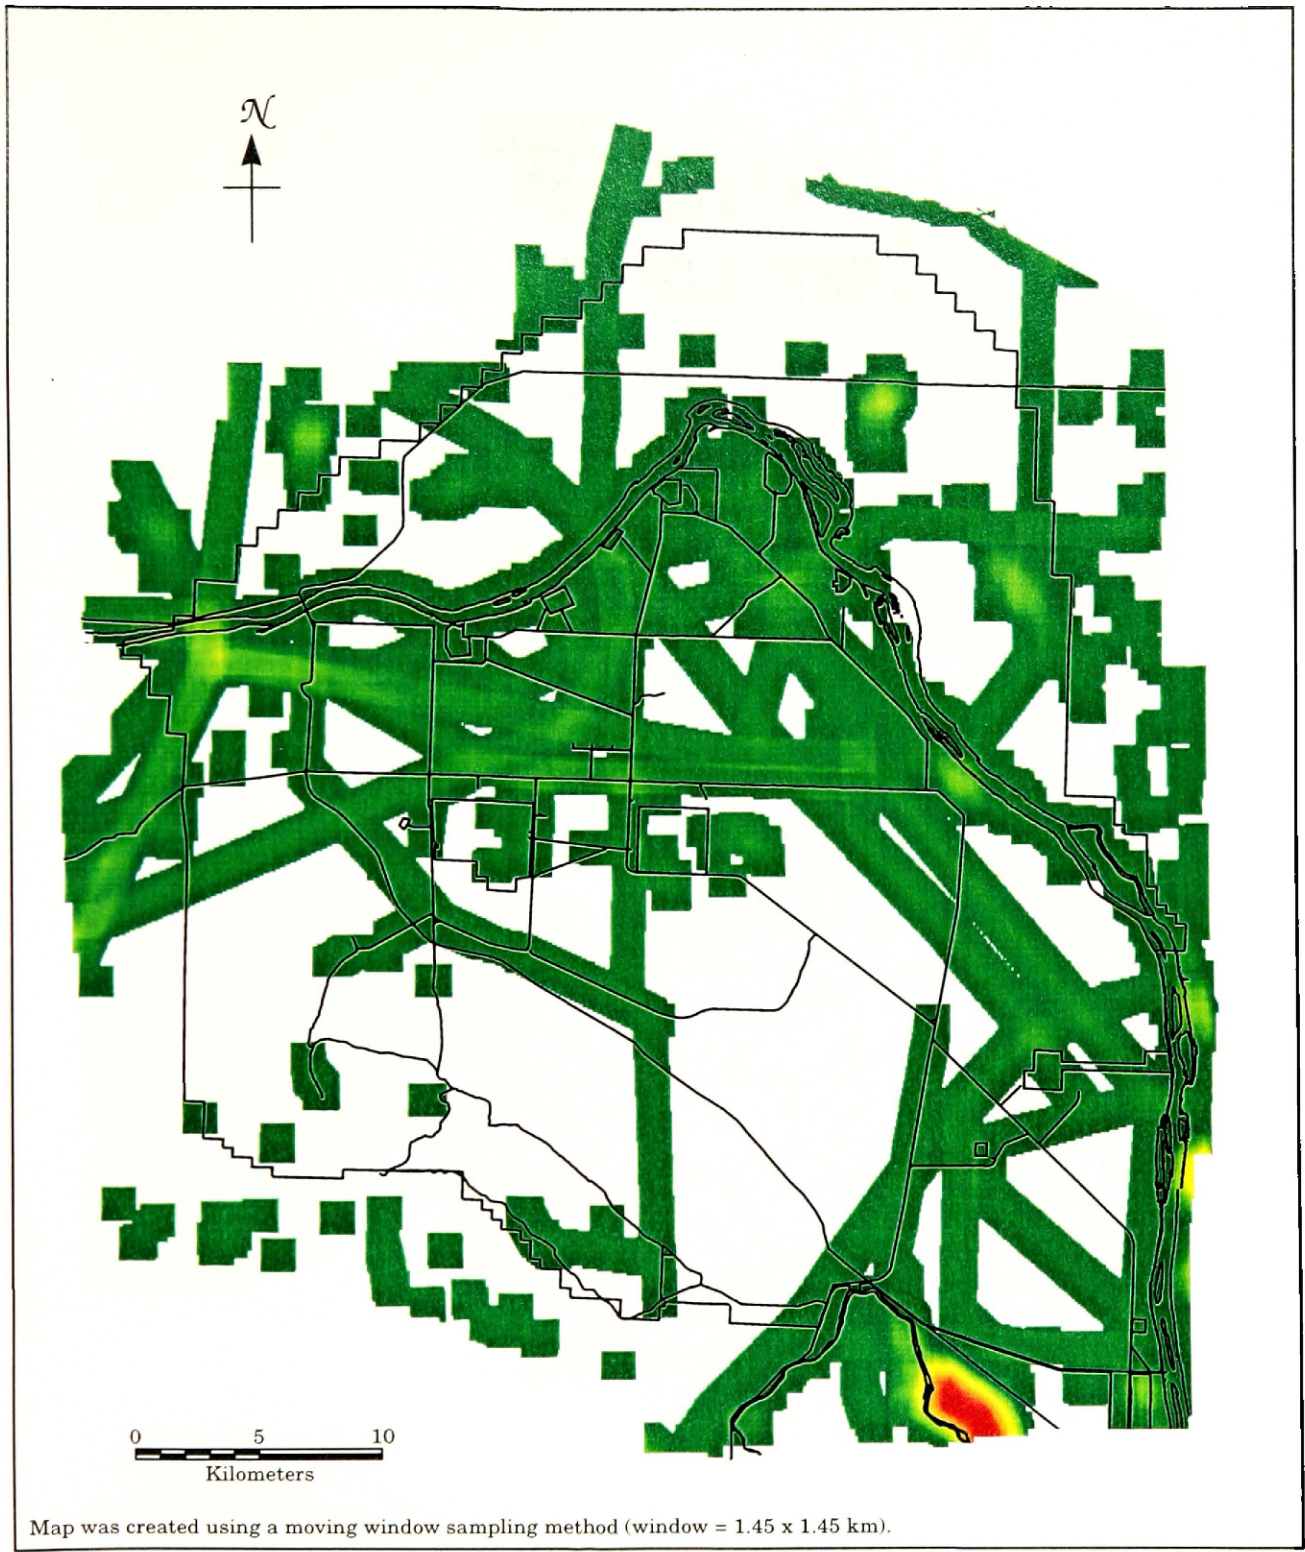 N
0 5 10
Kilometers
Map was created using a moving window sampling method (window = 1.45 x 1.45 km).